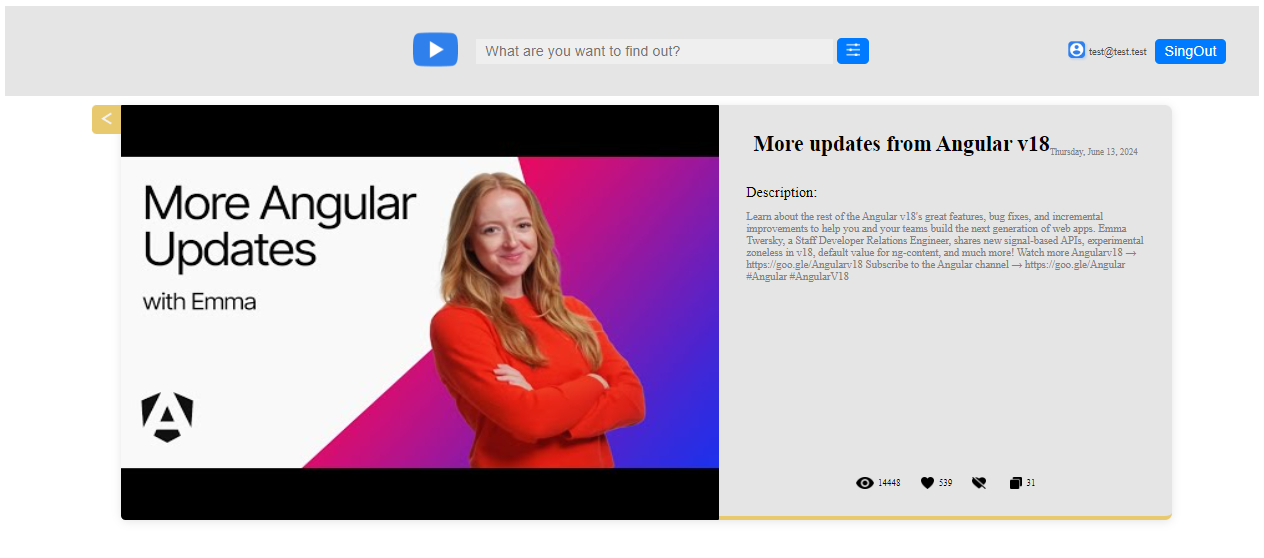 What are you want to find out?
test@test.test
SingOut
<
More Angular
Updates
with Emma
More updates from Angular v18
Thursday, June 13, 2024
Description:
Learn about the rest of the Angular v18's great features, bug fixes, and incremental
improvements to help you and your teams build the next generation of web apps. Emma
Twersky, a Staff Developer Relations Engineer, shares new signal-based APIs, experimental
zoneless in v18, default value for ng-content, and much more! Watch more Angularv18 →
https://goo.gle/Angularv18 Subscribe to the Angular channel → https://goo.gle/Angular
#Angular #AngularV18
14448
539
31